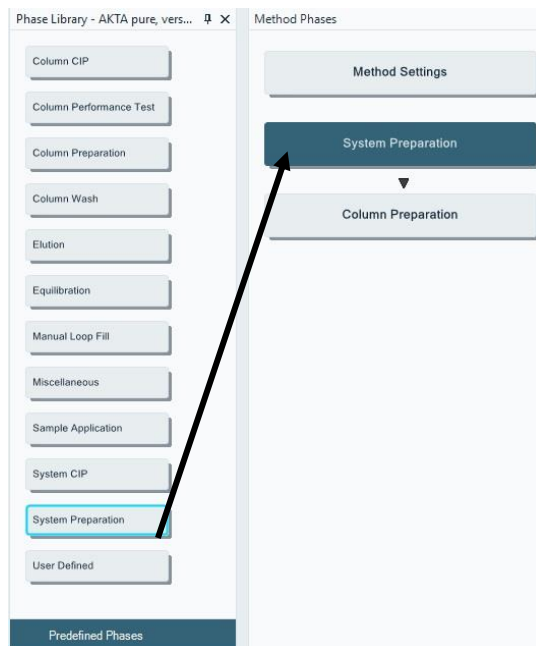 Phase Library - AKTA pure, vers...
Column CIP
Column Performance Test
Column Preparation
Column Wash
Elution
Equilibration
Manual Loop Fill
Miscellaneous
Sample Application
System CIP
System Preparation
User Defined
Predefined Phases
Method Phases
Method Settings
System Preparation
Column Preparation